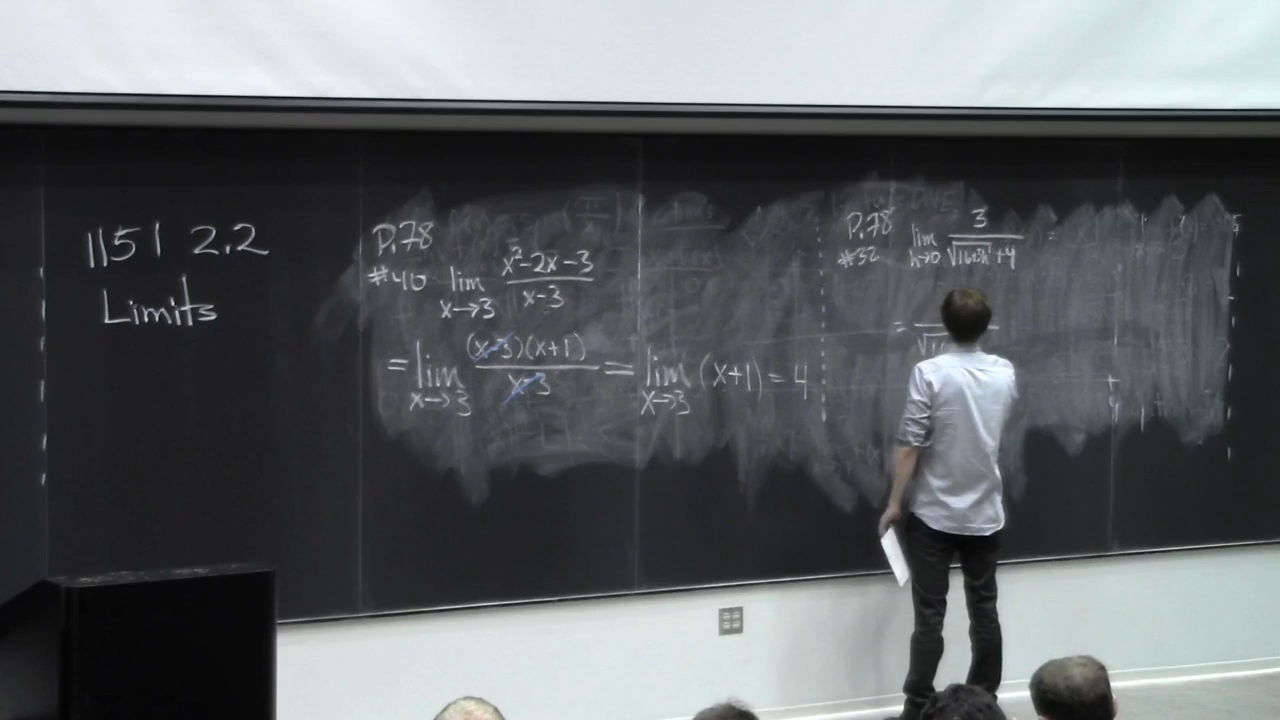 1151 2.2
Limits
P.78
#40 lim x→3 (x²-2x-3)/(x-3)
= lim x→3 (x-3)(x+1)/(x-3) = lim x→3 (x+1) = 4
P.78
#32 lim h→0 3/(√(16+3h)+4)
=